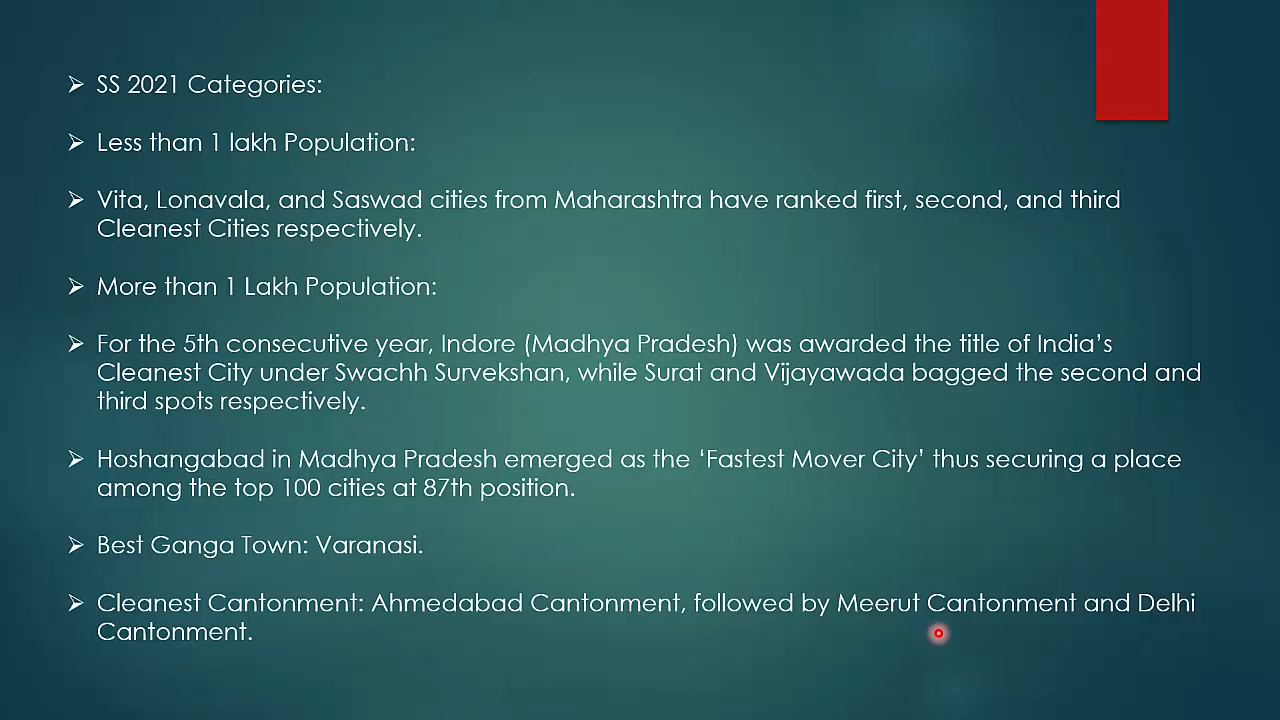 ➢ SS 2021 Categories:
➢ Less than 1 lakh Population:
➢ Vita, Lonavala, and Saswad cities from Maharashtra have ranked first, second, and third
Cleanest Cities respectively.
➢ More than 1 Lakh Population:
➢ For the 5th consecutive year, Indore (Madhya Pradesh) was awarded the title of India’s
Cleanest City under Swachh Survekshan, while Surat and Vijayawada bagged the second and
third spots respectively.
➢ Hoshangabad in Madhya Pradesh emerged as the ‘Fastest Mover City’ thus securing a place
among the top 100 cities at 87th position.
➢ Best Ganga Town: Varanasi.
➢ Cleanest Cantonment: Ahmedabad Cantonment, followed by Meerut Cantonment and Delhi
Cantonment.